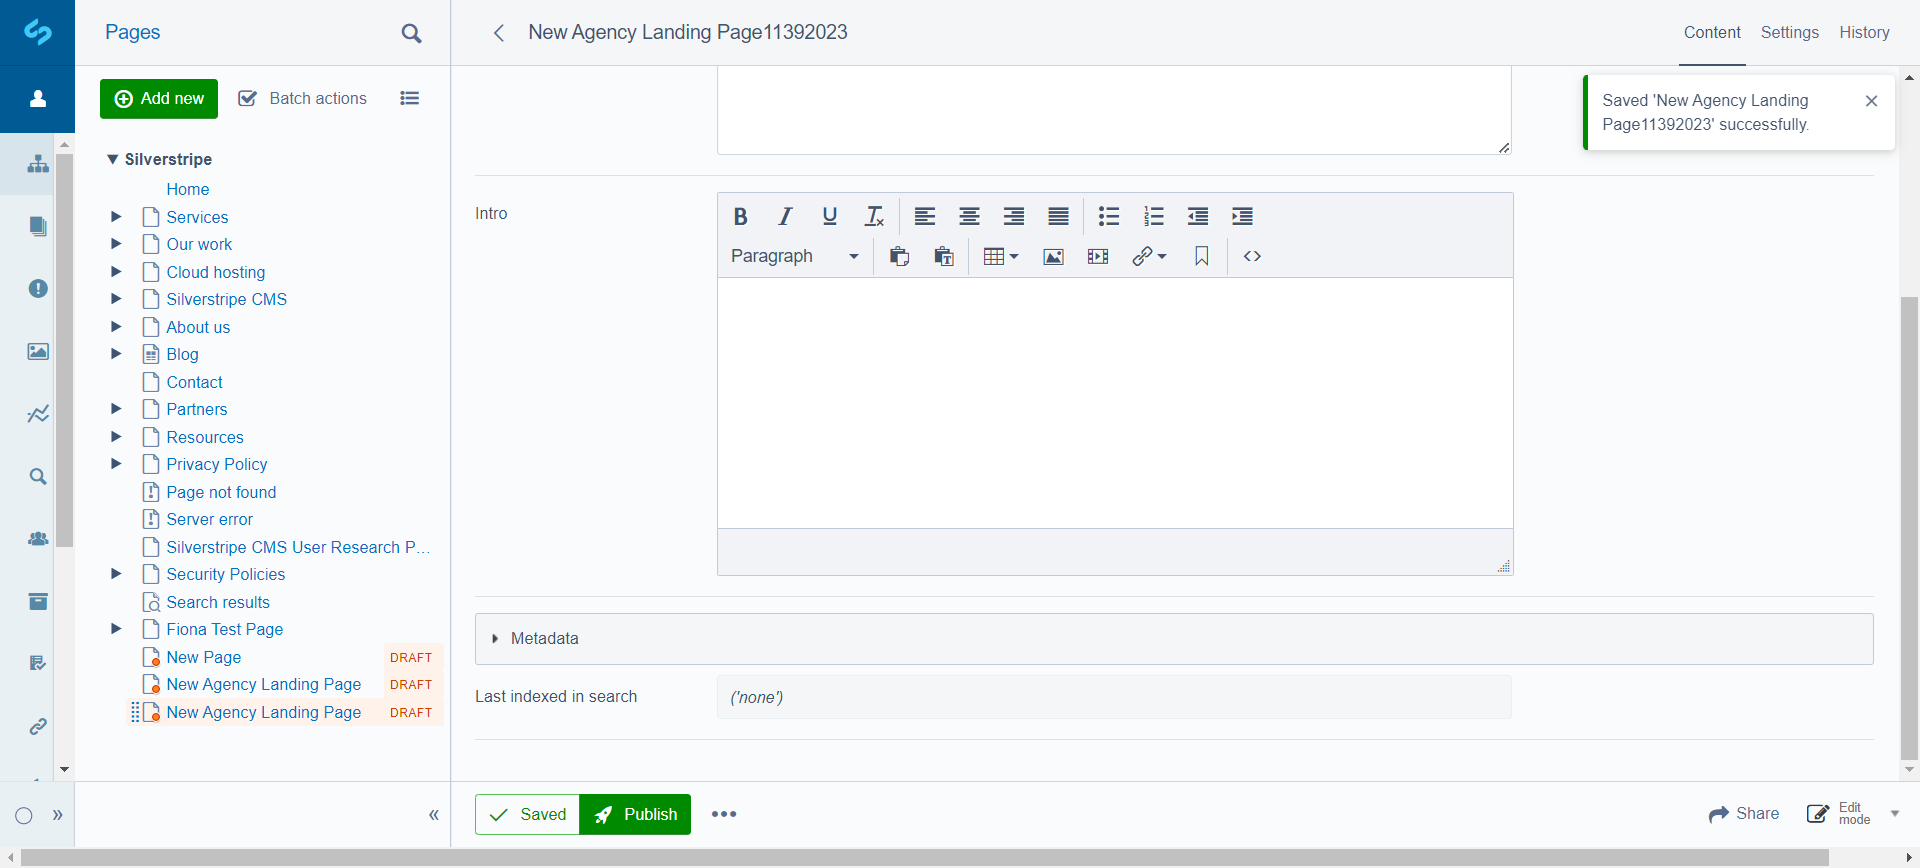 Pages
New Agency Landing Page11392023
Content Settings History
Add new Batch actions
Saved 'New Agency Landing
Page11392023' successfully.
Silverstripe
Home
Services
Our work
Cloud hosting
Silverstripe CMS
About us
Blog
Contact
Partners
Resources
Privacy Policy
Page not found
Server error
Silverstripe CMS User Research P...
Security Policies
Search results
Fiona Test Page
New Page DRAFT
New Agency Landing Page DRAFT
New Agency Landing Page DRAFT
Intro
Paragraph
Metadata
Last indexed in search ('none')
Saved Publish
Share
Edit
mode